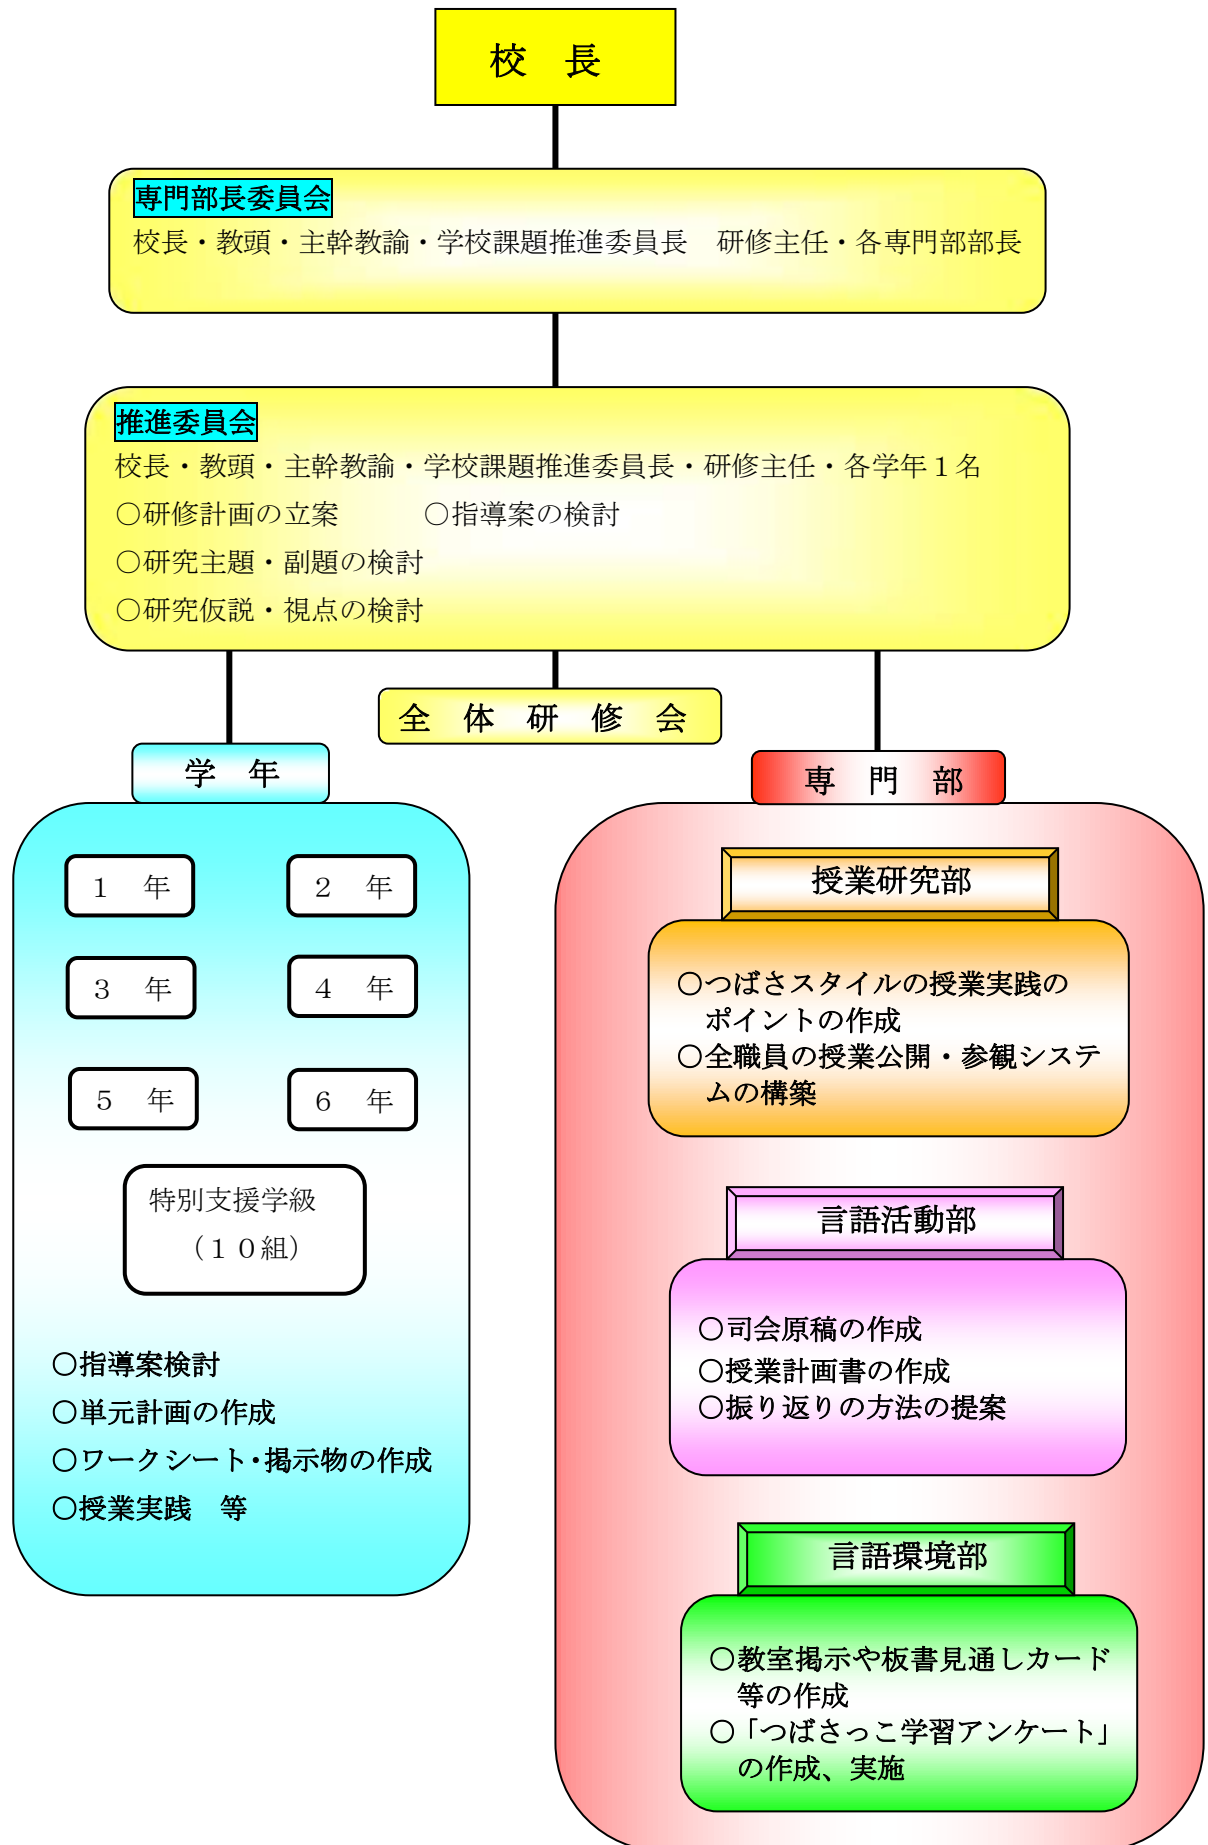 校　長
専門部長委員会
校長・教頭・主幹教諭・学校課題推進委員長　研修主任・各専門部部長
推進委員会
校長・教頭・主幹教諭・学校課題推進委員長・研修主任・各学年１名
○研修計画の立案　　　○指導案の検討
○研究主題・副題の検討
○研究仮説・視点の検討
全　体　研　修　会
学　年
１　年
２　年
３　年
４　年
５　年
６　年
特別支援学級
（１０組）
○指導案検討
○単元計画の作成
○ワークシート・掲示物の作成
○授業実践　等
専　門　部
授業研究部
○つばさスタイルの授業実践の
ポイントの作成
○全職員の授業公開・参観システ
ムの構築
言語活動部
○司会原稿の作成
○授業計画書の作成
○振り返りの方法の提案
言語環境部
○教室掲示や板書見通しカード
等の作成
○「つばさっこ学習アンケート」
の作成、実施